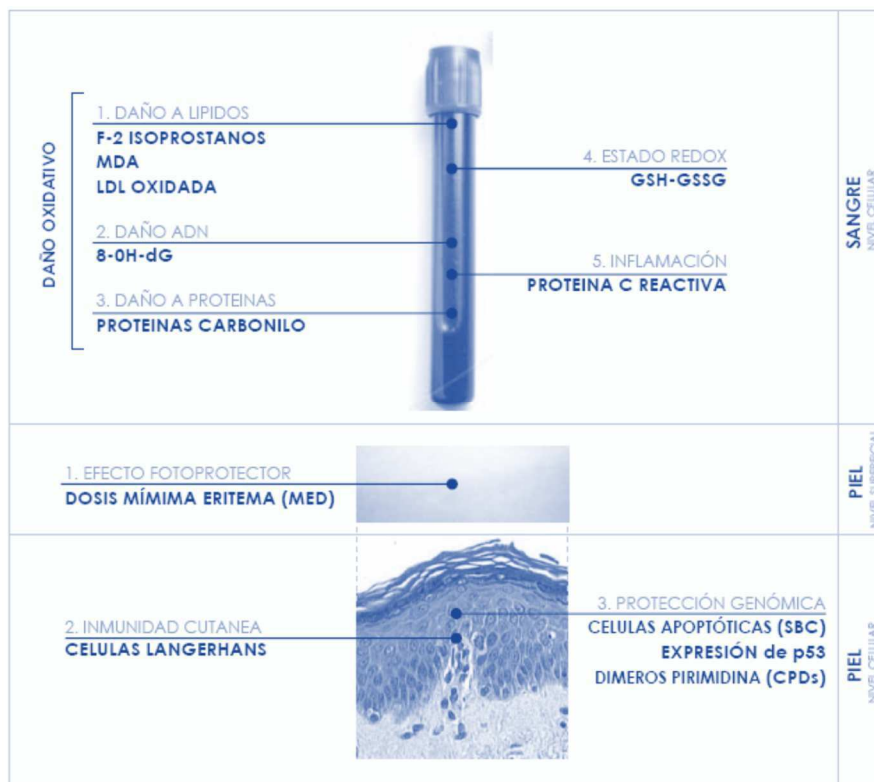 DAÑO OXIDATIVO
1. DAÑO A LIPIDOS
F-2 ISOPROSTANOS
MDA
LDL OXIDADA
2. DAÑO ADN
8-0H-dG
3. DAÑO A PROTEINAS
PROTEINAS CARBONILO
4. ESTADO REDOX
GSH-GSSG
5. INFLAMACIÓN
PROTEINA C REACTIVA
SANGRE
NIVEL CELULAR
1. EFECTO FOTOPROTECTOR
DOSIS MÍMIMA ERITEMA (MED)
PIEL
NIVEL SUPERFICIAL
2. INMUNIDAD CUTANEA
CELULAS LANGERHANS
3. PROTECCIÓN GENÓMICA
CELULAS APOPTÓTICAS (SBC)
EXPRESIÓN de p53
DIMEROS PIRIMIDINA (CPDs)
PIEL
NIVEL CELULAR